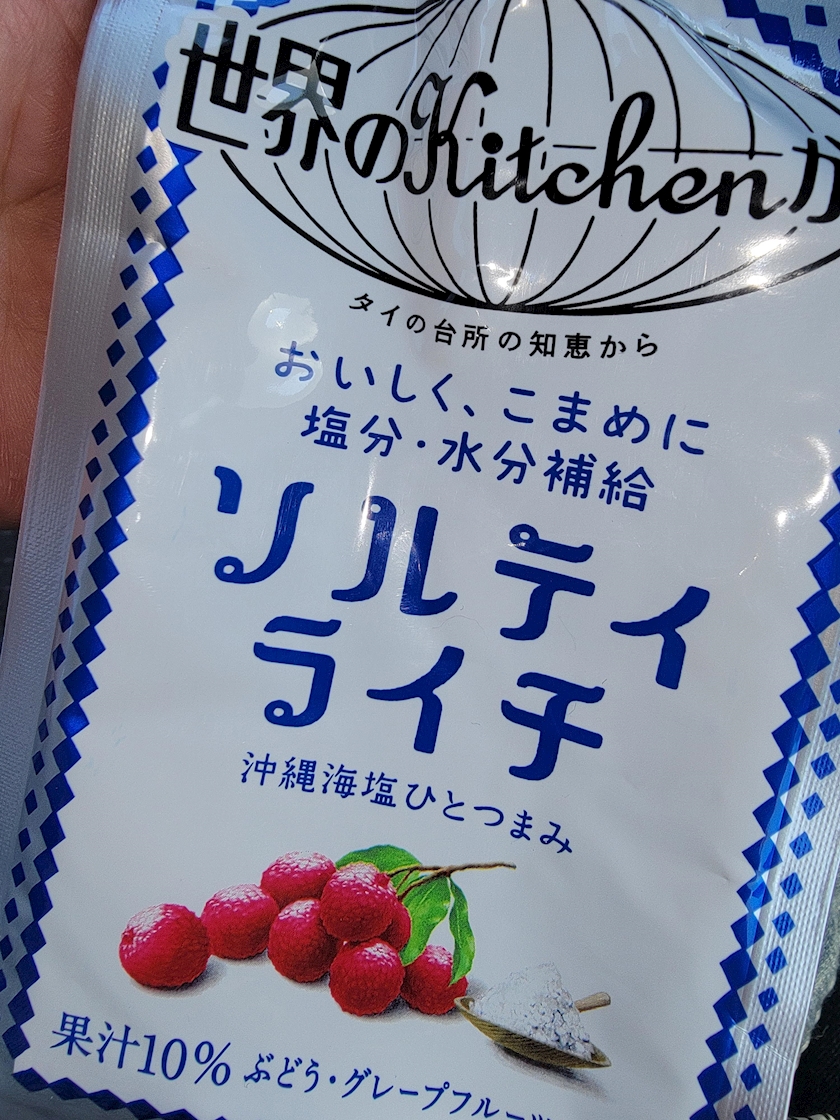 世界のKitchenか
タイの台所の知恵から
おいしく、こまめに
塩分・水分補給
ソルティ
ライチ
沖縄海塩ひとつまみ
果汁10% ぶどう・グレープフルーツ